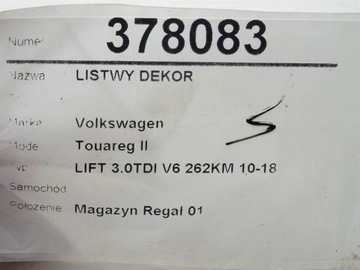 Numer 378083
Nazwa LISTWY DEKOR
Marka Volkswagen
Mode Touareg II
LIFT 3.0TDI V6 262KM 10-18
Samochód
Położenie Magazyn Regał 01